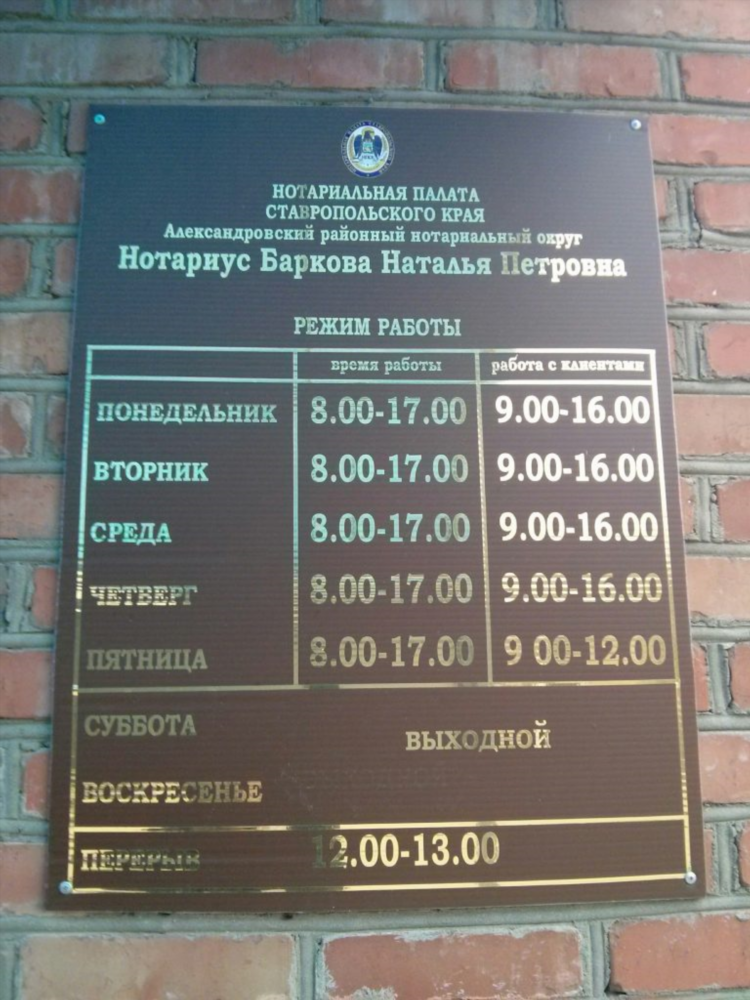 НОТАРИАЛЬНАЯ ПАЛАТА
СТАВРОПОЛЬСКОГО КРАЯ
Александровский районный нотариальный округ
Нотариус Баркова Наталья Петровна
РЕЖИМ РАБОТЫ
время работы работа с клиентами
ПОНЕДЕЛЬНИК 8.00-17.00 9.00-16.00
ВТОРНИК 8.00-17.00 9.00-16.00
СРЕДА 8.00-17.00 9.00-16.00
ЧЕТВЕРГ 8.00-17.00 9.00-16.00
ПЯТНИЦА 8.00-17.00 9 00-12.00
СУББОТА ВЫХОДНОЙ
ВОСКРЕСЕНЬЕ
ПЕРЕРЫВ 12.00-13.00